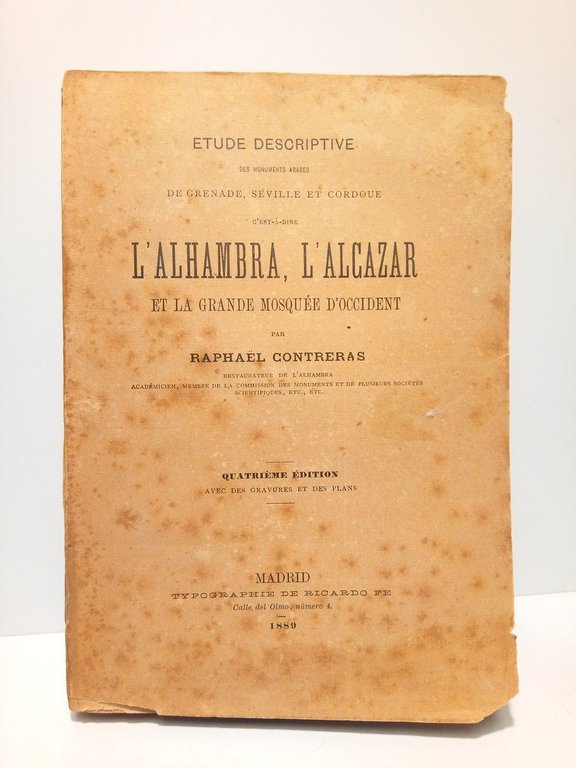 ETUDE DESCRIPTIVE
DES MONUMENTS ARABES
DE GRENADE, SÉVILLE ET CORDOUE
C'EST-À-DIRE
L'ALHAMBRA, L'ALCAZAR
ET LA GRANDE MOSQUÉE D'OCCIDENT
PAR
RAPHAËL CONTRERAS
RESTAURATEUR DE L'ALHAMBRA
ACADÉMICIEN, MEMBRE DE LA COMMISSION DES MONUMENTS ET DE PLUSIEURS SOCIÉTÉS
SCIENTIFIQUES, ETC., ETC.
QUATRIÈME ÉDITION
AVEC DES GRAVURES ET DES PLANS
MADRID
TYPOGRAPHIE DE RICARDO FE
Calle del Olmo, número 4.
1889